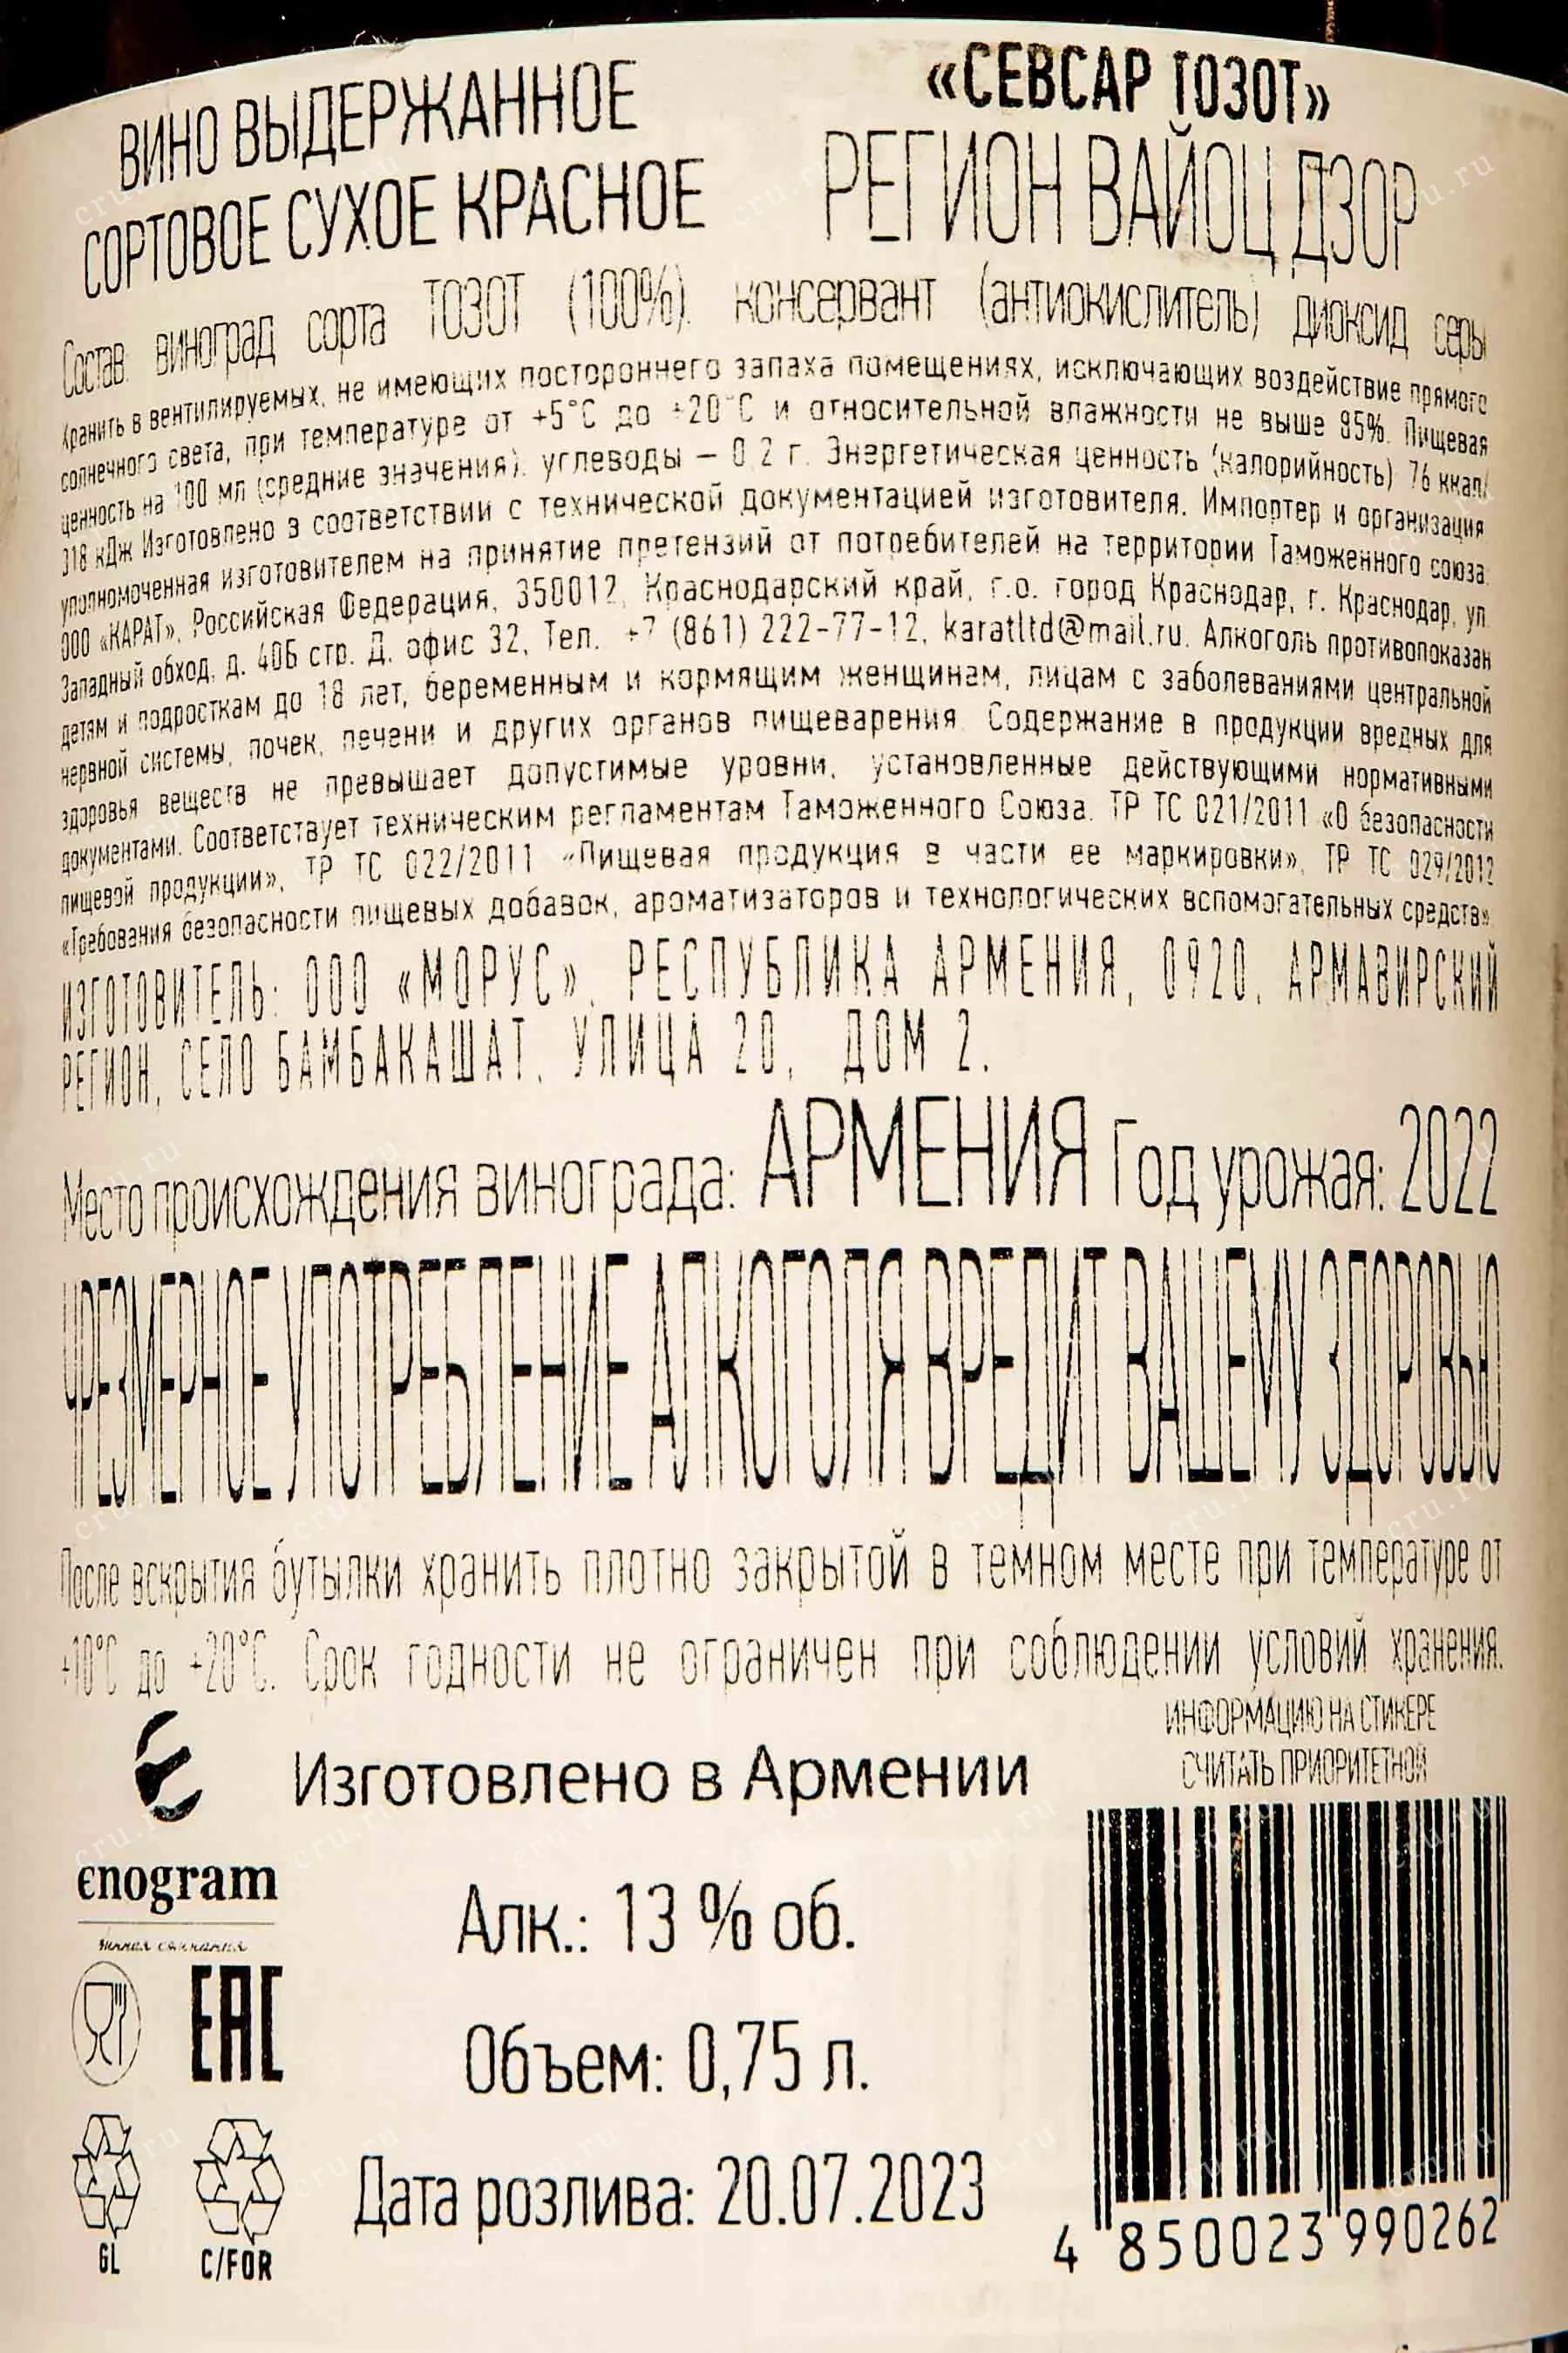 ВИНО ВЫДЕРЖАННОЕ
СОРТОВОЕ СУХОЕ КРАСНОЕ
«СЕВСАР ТОЗОТ»
РЕГИОН ВАЙОЦ ДЗОР
Состав: виноград сорта ТОЗОТ (100%). консервант (антиокислитель) диоксид серы
Хранить в вентилируемых, не имеющих постороннего запаха помещениях, исключающих воздействие прямого
солнечного света, при температуре от +5°C до +20°C и относительной влажности не выше 85%. Пищевая
ценность на 100 мл (средние значения): углеводы – 0,2 г. Энергетическая ценность (калорийность): 76 ккал/
318 кДж Изготовлено в соответствии с технической документацией изготовителя. Импортер и организация
уполномоченная изготовителем на принятие претензий от потребителей на территории Таможенного союза:
ООО «КАРАТ», Российская Федерация, 350012, Краснодарский край, г.о. город Краснодар, г. Краснодар, ул.
Западный обход, д. 40Б стр. Д, офис 32, Тел. +7 (861) 222-77-12, karatltd@mail.ru. Алкоголь противопоказан
детям и подросткам до 18 лет, беременным и кормящим женщинам, лицам с заболеваниями центральной
нервной системы, почек, печени и других органов пищеварения. Содержание в продукции вредных для
здоровья веществ не превышает допустимые уровни, установленные действующими нормативными
документами. Соответствует техническим регламентам Таможенного Союза. ТР ТС 021/2011 «О безопасности
пищевой продукции», ТР ТС 022/2011 «Пищевая продукция в части ее маркировки», ТР ТС 029/2012
«Требования безопасности пищевых добавок, ароматизаторов и технологических вспомогательных средств».
ИЗГОТОВИТЕЛЬ: ООО «МОРУС», РЕСПУБЛИКА АРМЕНИЯ, 0920, АРМАВИРСКИЙ
РЕГИОН, СЕЛО БАМБАКАШАТ, УЛИЦА 20, ДОМ 2.
Место происхождения винограда: АРМЕНИЯ Год урожая: 2022
ЧРЕЗМЕРНОЕ УПОТРЕБЛЕНИЕ АЛКОГОЛЯ ВРЕДИТ ВАШЕМУ ЗДОРОВЬЮ
После вскрытия бутылки хранить плотно закрытой в темном месте при температуре от
+10°C до +20°C. Срок годности не ограничен при соблюдении условий хранения.
ИНФОРМАЦИЮ НА СТИКЕРЕ
СЧИТАТЬ ПРИОРИТЕТНОЙ
Изготовлено в Армении
enogram
винная компания
Алк.: 13 % об.
EAC
Объем: 0,75 л.
Дата розлива: 20.07.2023
GL
C/FOR
4 850023 990262
cru.ru